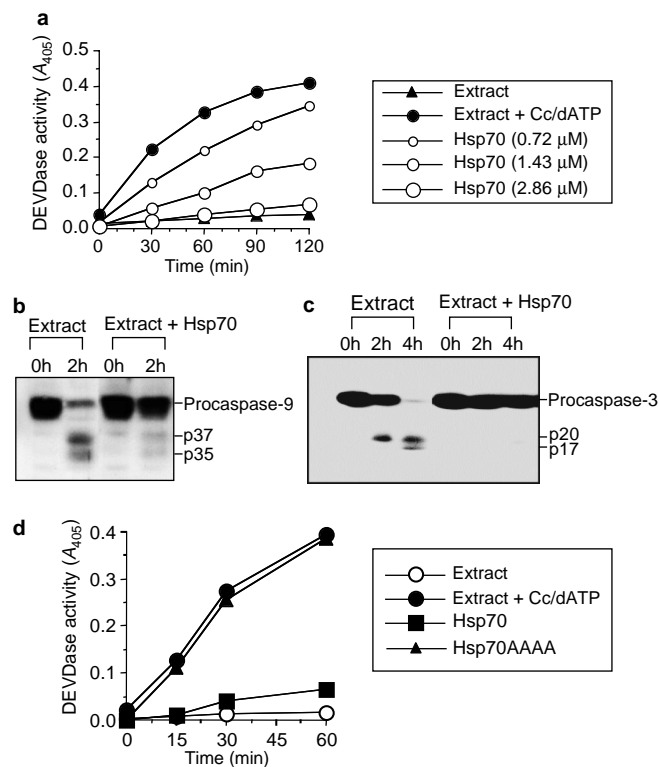 a
DEVDase activity (A405)
0.5
0.4
0.3
0.2
0.1
0.0
0 30 60 90 120
Time (min)
Extract
Extract + Cc/dATP
Hsp70 (0.72 μM)
Hsp70 (1.43 μM)
Hsp70 (2.86 μM)
b
Extract Extract + Hsp70
0h 2h 0h 2h
Procaspase-9
p37
p35
c
Extract Extract + Hsp70
0h 2h 4h 0h 2h 4h
Procaspase-3
p20
p17
d
DEVDase activity (A405)
0.4
0.3
0.2
0.1
0.0
0 15 30 45 60
Time (min)
Extract
Extract + Cc/dATP
Hsp70
Hsp70AAAA